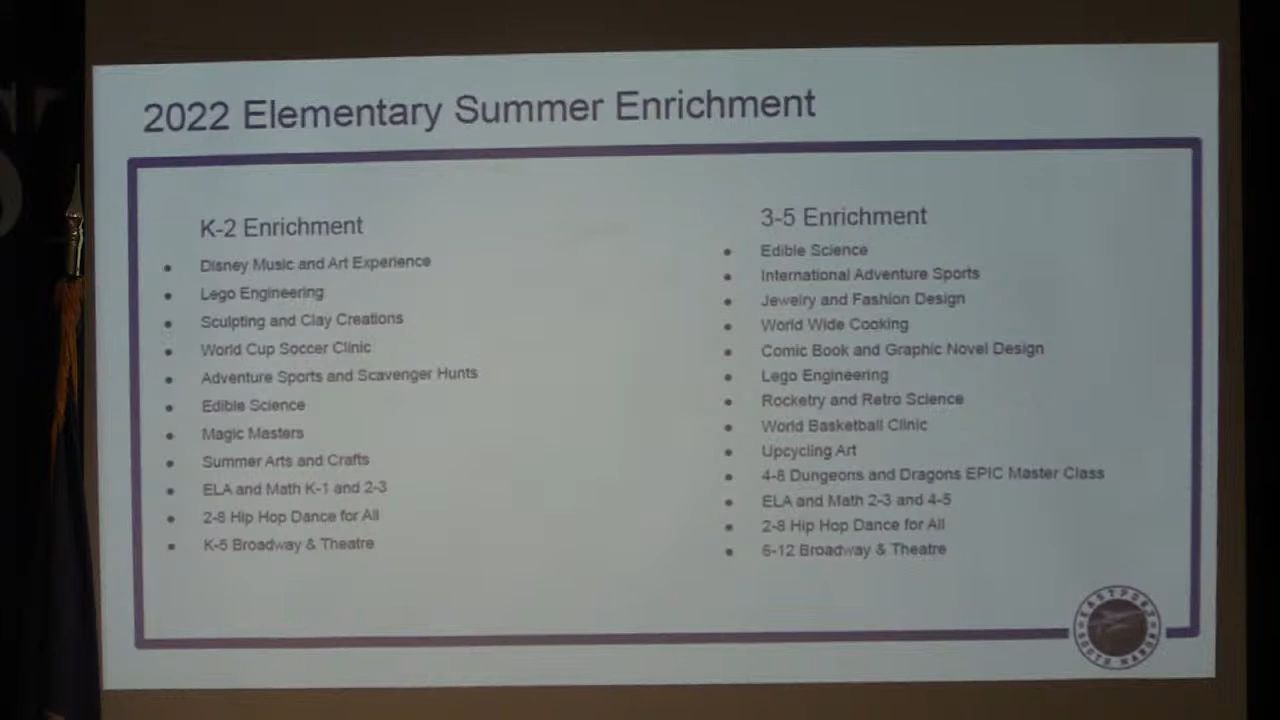 2022 Elementary Summer Enrichment
K-2 Enrichment
Disney Music and Art Experience
Lego Engineering
Sculpting and Clay Creations
World Cup Soccer Clinic
Adventure Sports and Scavenger Hunts
Edible Science
Magic Masters
Summer Arts and Crafts
ELA and Math K-1 and 2-3
2-8 Hip Hop Dance for All
K-5 Broadway & Theatre
3-5 Enrichment
Edible Science
International Adventure Sports
Jewelry and Fashion Design
World Wide Cooking
Comic Book and Graphic Novel Design
Lego Engineering
Rocketry and Retro Science
World Basketball Clinic
Upcycling Art
4-8 Dungeons and Dragons EPIC Master Class
ELA and Math 2-3 and 4-5
2-8 Hip Hop Dance for All
6-12 Broadway & Theatre
EASTPORT
SOUTH MANOR